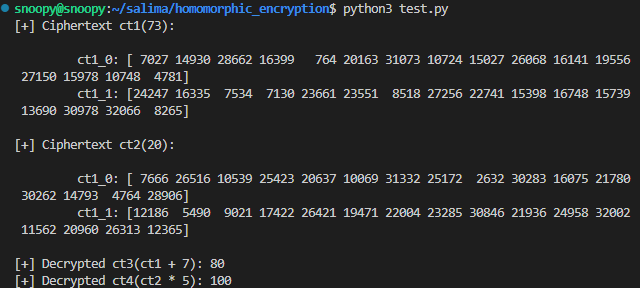 snoopy@snoopy:~/salima/homomorphic_encryption$ python3 test.py
[+] Ciphertext ct1(73):
ct1_0: [ 7027 14930 28662 16399   764 20163 31073 10724 15027 26068 16141 19556
27150 15978 10748  4781]
ct1_1: [24247 16335  7534  7130 23661 23551  8518 27256 22741 15398 16748 15739
13690 30978 32066  8265]
[+] Ciphertext ct2(20):
ct1_0: [ 7666 26516 10539 25423 20637 10069 31332 25172  2632 30283 16075 21780
30262 14793  4764 28906]
ct1_1: [12186  5490  9021 17422 26421 19471 22004 23285 30846 21936 24958 32002
11562 20960 26313 12365]
[+] Decrypted ct3(ct1 + 7): 80
[+] Decrypted ct4(ct2 * 5): 100